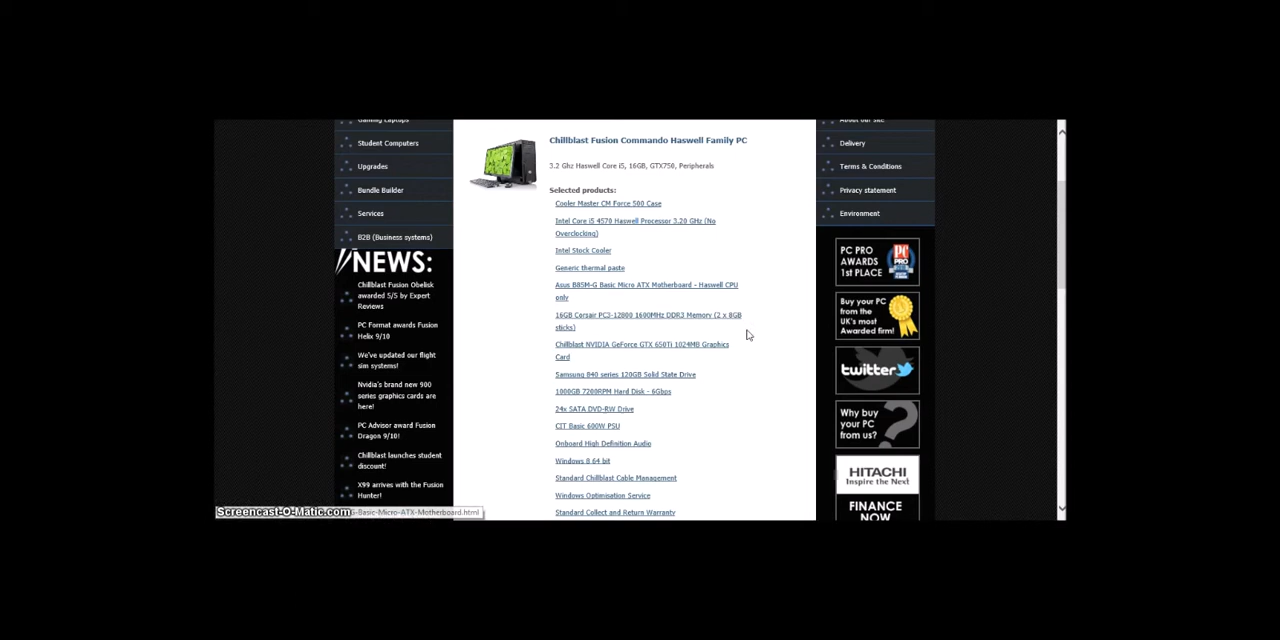 Gaming Laptops
Student Computers
Upgrades
Bundle Builder
Services
B2B (Business systems)
NEWS:
Chillblast Fusion Obelisk
awarded 5/5 by Expert
Reviews
PC Format awards Fusion
Helix 9/10
We've updated our flight
sim systems!
Nvidia's brand new 900
series graphics cards are
here!
PC Advisor award Fusion
Dragon 9/10!
Chillblast launches student
discount!
X99 arrives with the Fusion
Hunter!
Screencast-O-Matic.com
G-Basic-Micro-ATX-Motherboard.html
Chillblast Fusion Commando Haswell Family PC
3.2 Ghz Haswell Core i5, 16GB, GTX750, Peripherals
Selected products:
Cooler Master CM Force 500 Case
Intel Core i5 4570 Haswell Processor 3.20 GHz (No
Overclocking)
Intel Stock Cooler
Generic thermal paste
Asus B85M-G Basic Micro ATX Motherboard - Haswell CPU
only
16GB Corsair PC3-12800 1600MHz DDR3 Memory (2 x 8GB
sticks)
Chillblast NVIDIA GeForce GTX 650Ti 1024MB Graphics
Card
Samsung 840 series 120GB Solid State Drive
1000GB 7200RPM Hard Disk - 6Gbps
24x SATA DVD-RW Drive
CIT Basic 600W PSU
Onboard High Definition Audio
Windows 8 64 bit
Standard Chillblast Cable Management
Windows Optimisation Service
Standard Collect and Return Warranty
About our site
Delivery
Terms & Conditions
Privacy statement
Environment
PC PRO
AWARDS
1ST PLACE
Buy your PC
from the
UK's most
Awarded firm!
twitter
Why buy
your PC
from us?
HITACHI
Inspire the Next
FINANCE
NOW